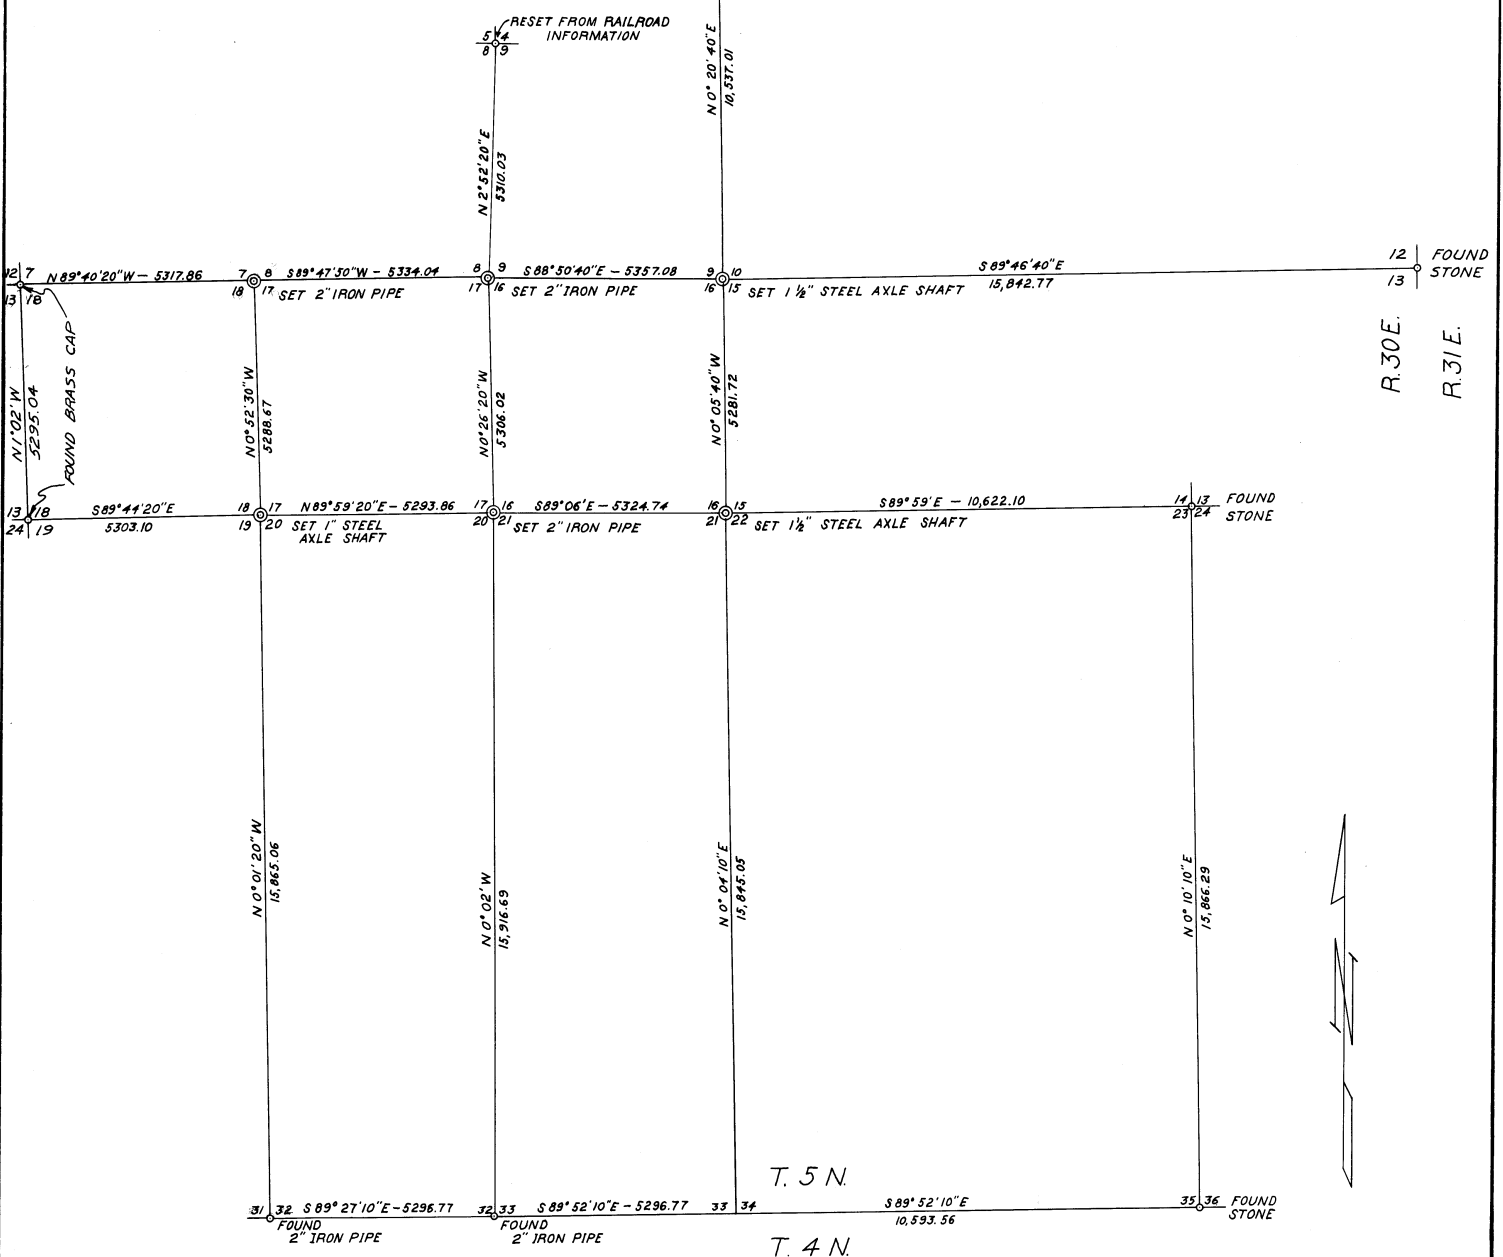 RESET FROM RAILROAD
INFORMATION
5 4
8 9
N 0° 20' 40" E
10,537.01
N 2° 52' 20" E
5310.03
12 7
13 18
N 89° 40' 20" W — 5317.86
7 8
18 17
S 89° 47' 50" W — 5334.04
SET 2" IRON PIPE
8 9
17 16
S 88° 50' 40" E — 5357.08
SET 2" IRON PIPE
9 10
16 15
S 89° 46' 40" E
15,842.77
SET 1 ½" STEEL AXLE SHAFT
12
13
FOUND
STONE
R.30E.
R.31E.
N 1° 02' W
5295.04
FOUND BRASS CAP
N 0° 52' 30" W
5288.67
N 0° 26' 20" W
5306.02
N 0° 05' 40" W
5281.72
13 18
24 19
S 89° 44' 20" E
5303.10
18 17
19 20
N 89° 59' 20" E — 5293.86
SET 1" STEEL
AXLE SHAFT
17 16
20 21
S 89° 06' E — 5324.74
SET 2" IRON PIPE
16 15
21 22
S 89° 59' E — 10,622.10
SET 1½" STEEL AXLE SHAFT
14 13
23 24
FOUND
STONE
N 0° 01' 20" W
15,865.06
N 0° 02' W
15,916.69
N 0° 04' 10" E
15,845.05
N 0° 10' 10" E
15,866.29
N
T. 5 N.
31 32
S 89° 27' 10" E — 5296.77
FOUND
2" IRON PIPE
32 33
S 89° 52' 10" E — 5296.77
FOUND
2" IRON PIPE
33 34
S 89° 52' 10" E
10,593.56
35 36
FOUND
STONE
T. 4 N.